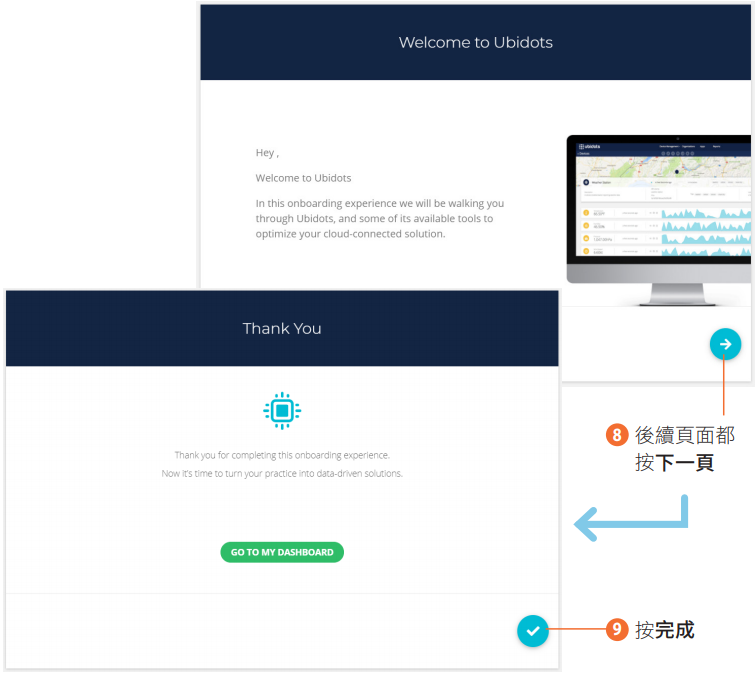 Welcome to Ubidots
Hey ,
Welcome to Ubidots
In this onboarding experience we will be walking you
through Ubidots, and some of its available tools to
optimize your cloud-connected solution.
ubidots
8 後續頁面都
按下一頁
Thank You
Thank you for completing this onboarding experience.
Now it's time to turn your practice into data-driven solutions.
GO TO MY DASHBOARD
9 按完成